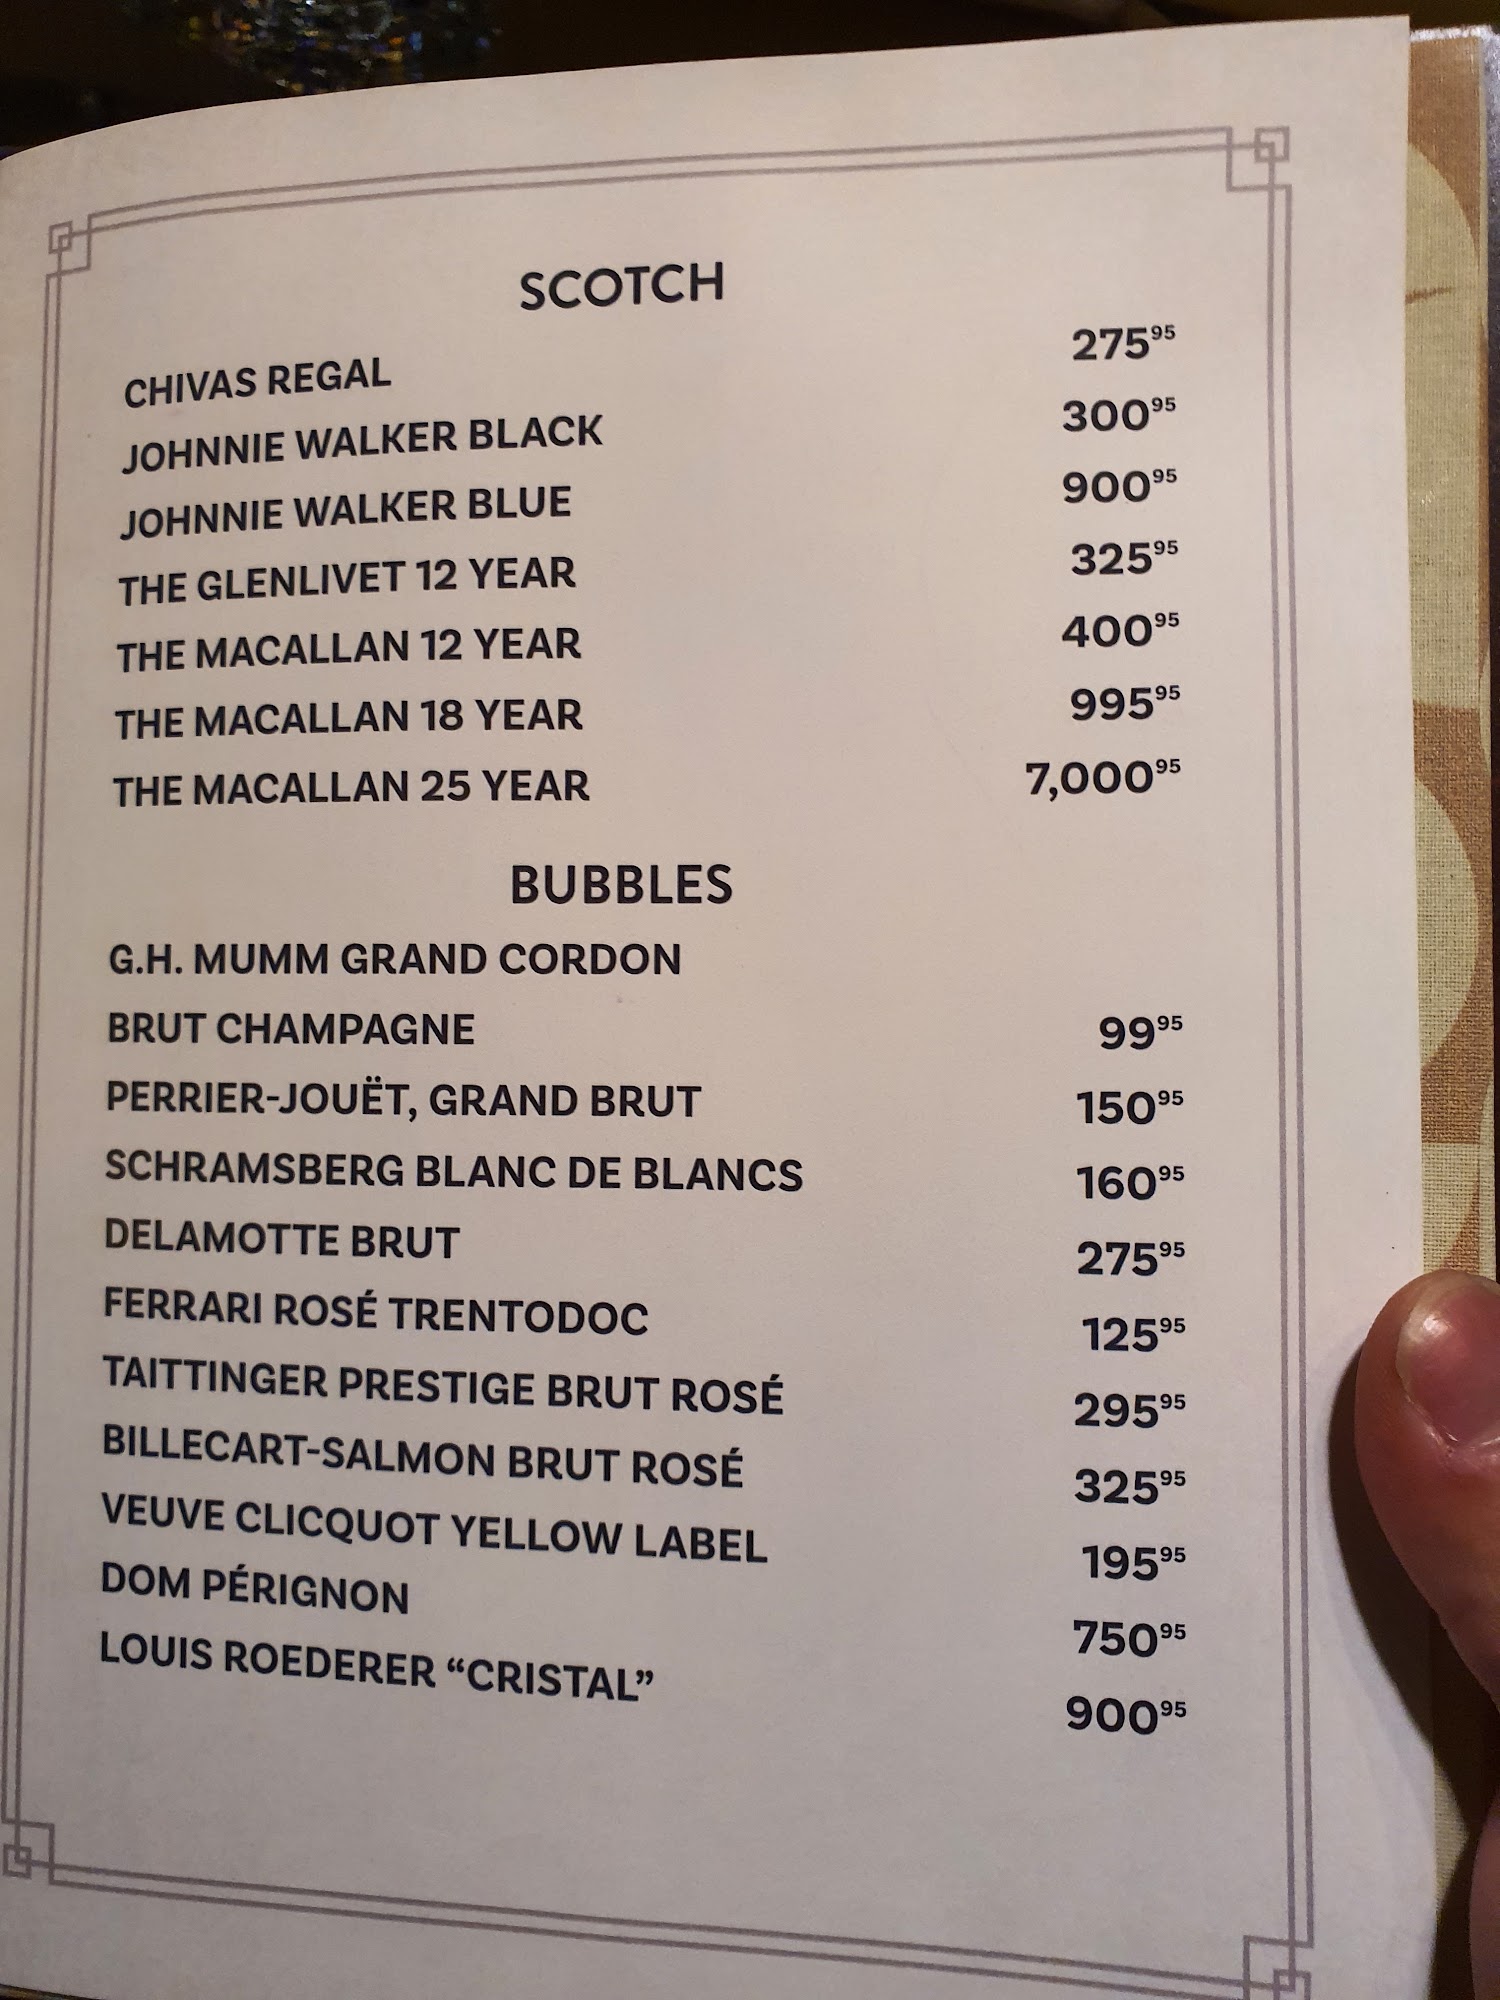 SCOTCH
CHIVAS REGAL 275⁹⁵
JOHNNIE WALKER BLACK 300⁹⁵
JOHNNIE WALKER BLUE 900⁹⁵
THE GLENLIVET 12 YEAR 325⁹⁵
THE MACALLAN 12 YEAR 400⁹⁵
THE MACALLAN 18 YEAR 995⁹⁵
THE MACALLAN 25 YEAR 7,000⁹⁵
BUBBLES
G.H. MUMM GRAND CORDON
BRUT CHAMPAGNE 99⁹⁵
PERRIER-JOUËT, GRAND BRUT 150⁹⁵
SCHRAMSBERG BLANC DE BLANCS 160⁹⁵
DELAMOTTE BRUT 275⁹⁵
FERRARI ROSÉ TRENTODOC 125⁹⁵
TAITTINGER PRESTIGE BRUT ROSÉ 295⁹⁵
BILLECART-SALMON BRUT ROSÉ 325⁹⁵
VEUVE CLICQUOT YELLOW LABEL 195⁹⁵
DOM PÉRIGNON 750⁹⁵
LOUIS ROEDERER “CRISTAL” 900⁹⁵